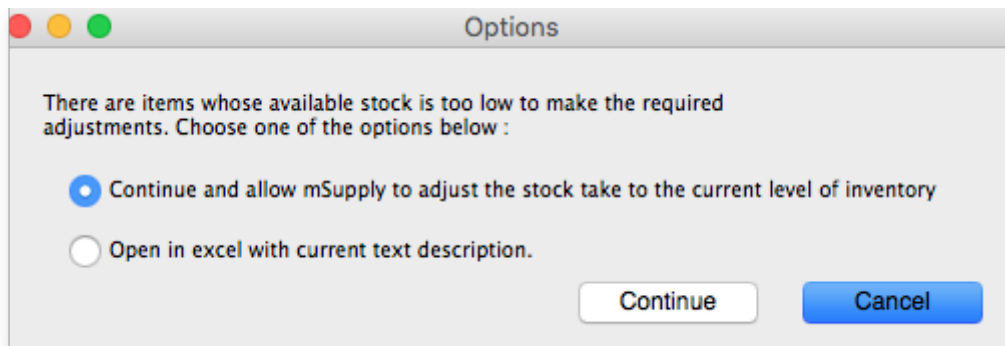 Options
There are items whose available stock is too low to make the required
adjustments. Choose one of the options below :
Continue and allow mSupply to adjust the stock take to the current level of inventory
Open in excel with current text description.
Continue
Cancel